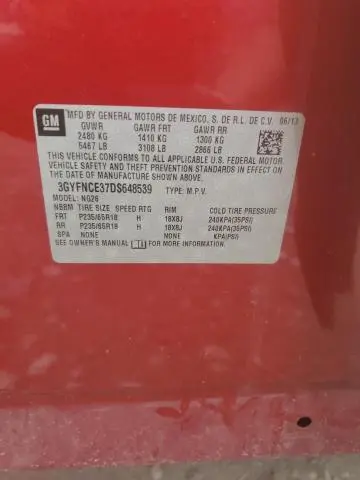 GM
MFD BY GENERAL MOTORS DE MEXICO, S. DE R.L. DE C.V. 06/13
GVWR GAWR FRT GAWR RR
2480 KG 1410 KG 1300 KG
5467 LB 3108 LB 2866 LB
THIS VEHICLE CONFORMS TO ALL APPLICABLE U.S. FEDERAL MOTOR
VEHICLE SAFETY, AND THEFT PREVENTION STANDARDS IN EFFECT ON
THE DATE OF MANUFACTURE SHOWN ABOVE.
3GYFNCE37DS648539 TYPE: M.P.V.
MODEL: NG26
NBBM TIRE SIZE SPEED RTG RIM COLD TIRE PRESSURE
FRT P235/65R18 H 18X8J 240KPA(35PSI)
RR P235/65R18 H 18X8J 240KPA(35PSI)
SPA NONE NONE KPA(PSI)
SEE OWNER'S MANUAL FOR ADDITIONAL INFORMATION.